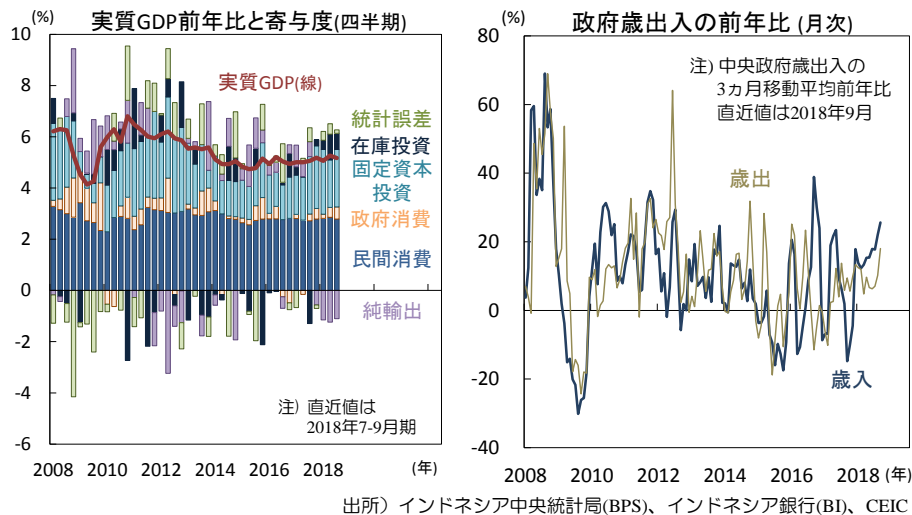 実質GDP前年比と寄与度(四半期)
(%)
10
8
6
4
2
0
-2
-4
-6
実質GDP(線)
統計誤差
在庫投資
固定資本
投資
政府消費
民間消費
純輸出
注) 直近値は
2018年7-9月期
2008 2010 2012 2014 2016 2018 (年)
政府歳出入の前年比 (月次)
(%)
80
60
40
20
0
-20
-40
注) 中央政府歳出入の
3ヵ月移動平均前年比
直近値は2018年9月
歳出
歳入
2008 2010 2012 2014 2016 2018 (年)
出所）インドネシア中央統計局(BPS)、インドネシア銀行(BI)、CEIC